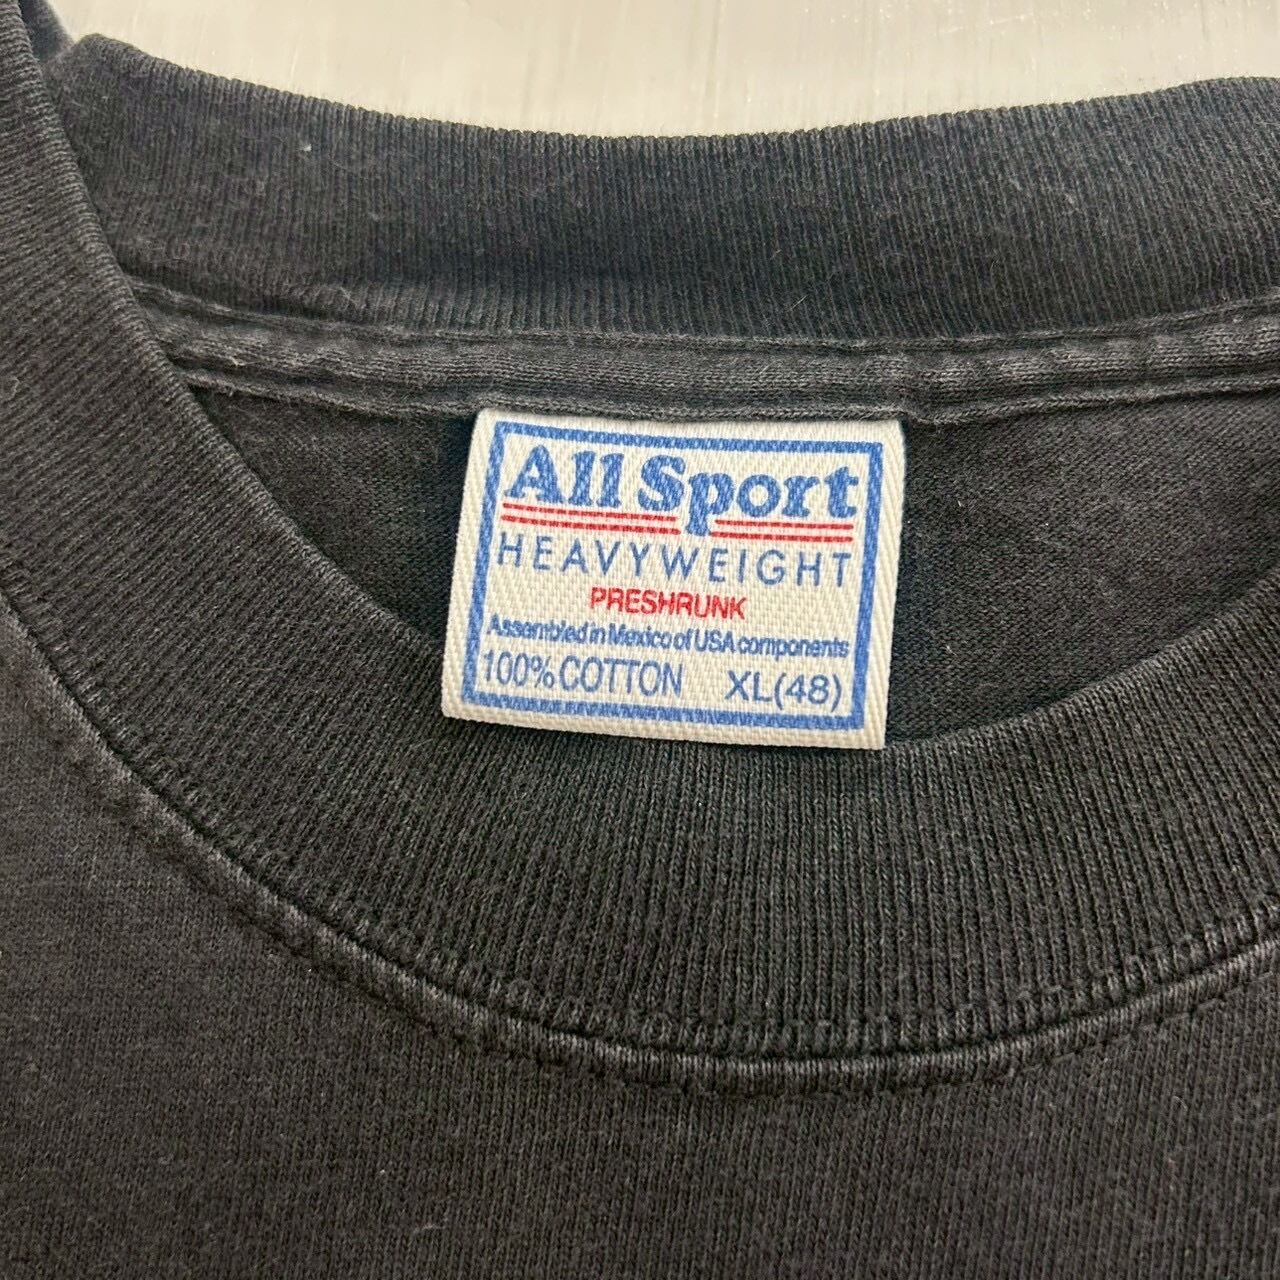 All Sport
HEAVYWEIGHT
PRESHRUNK
Assembled in Mexico of USA components
100% COTTON XL(48)